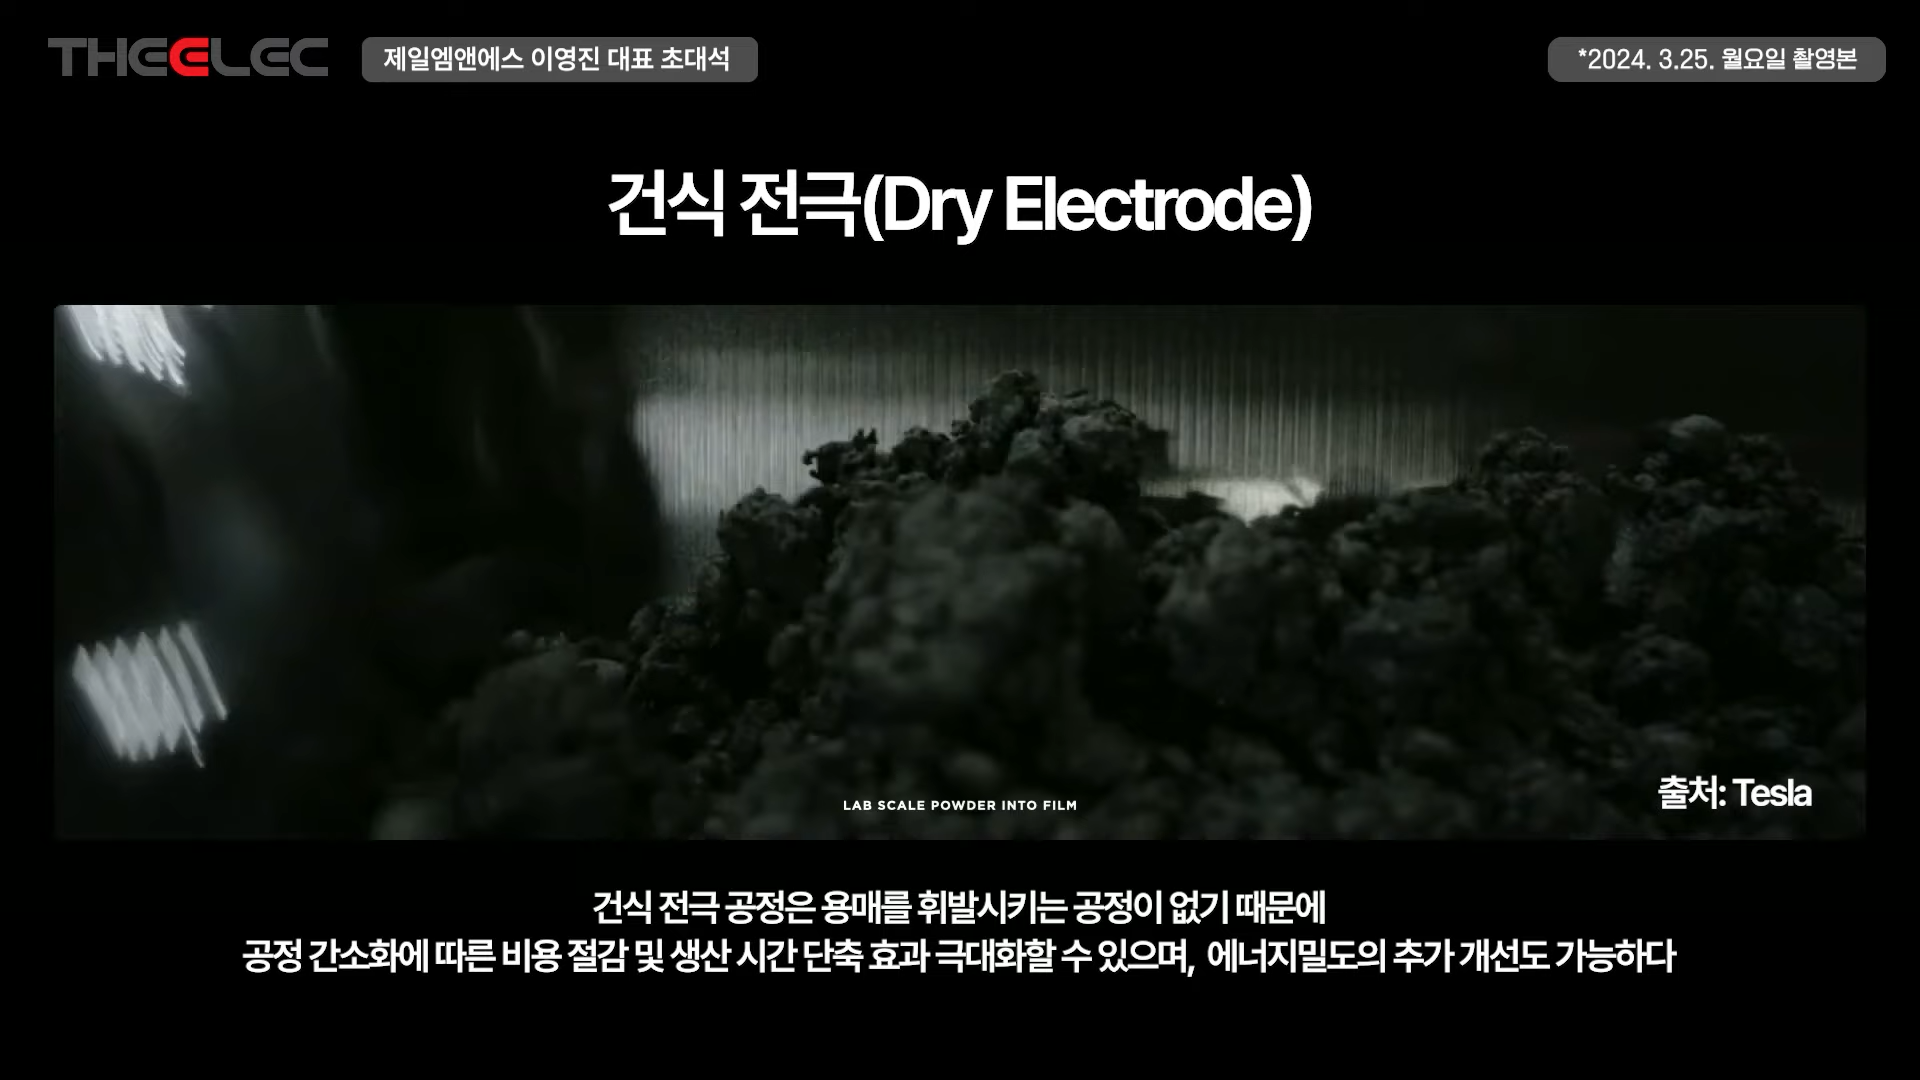 THEELEC
제일엠앤에스 이영진 대표 초대석
*2024. 3.25. 월요일 촬영본
건식 전극(Dry Electrode)
LAB SCALE POWDER INTO FILM
출처: Tesla
건식 전극 공정은 용매를 휘발시키는 공정이 없기 때문에
공정 간소화에 따른 비용 절감 및 생산 시간 단축 효과 극대화할 수 있으며, 에너지밀도의 추가 개선도 가능하다